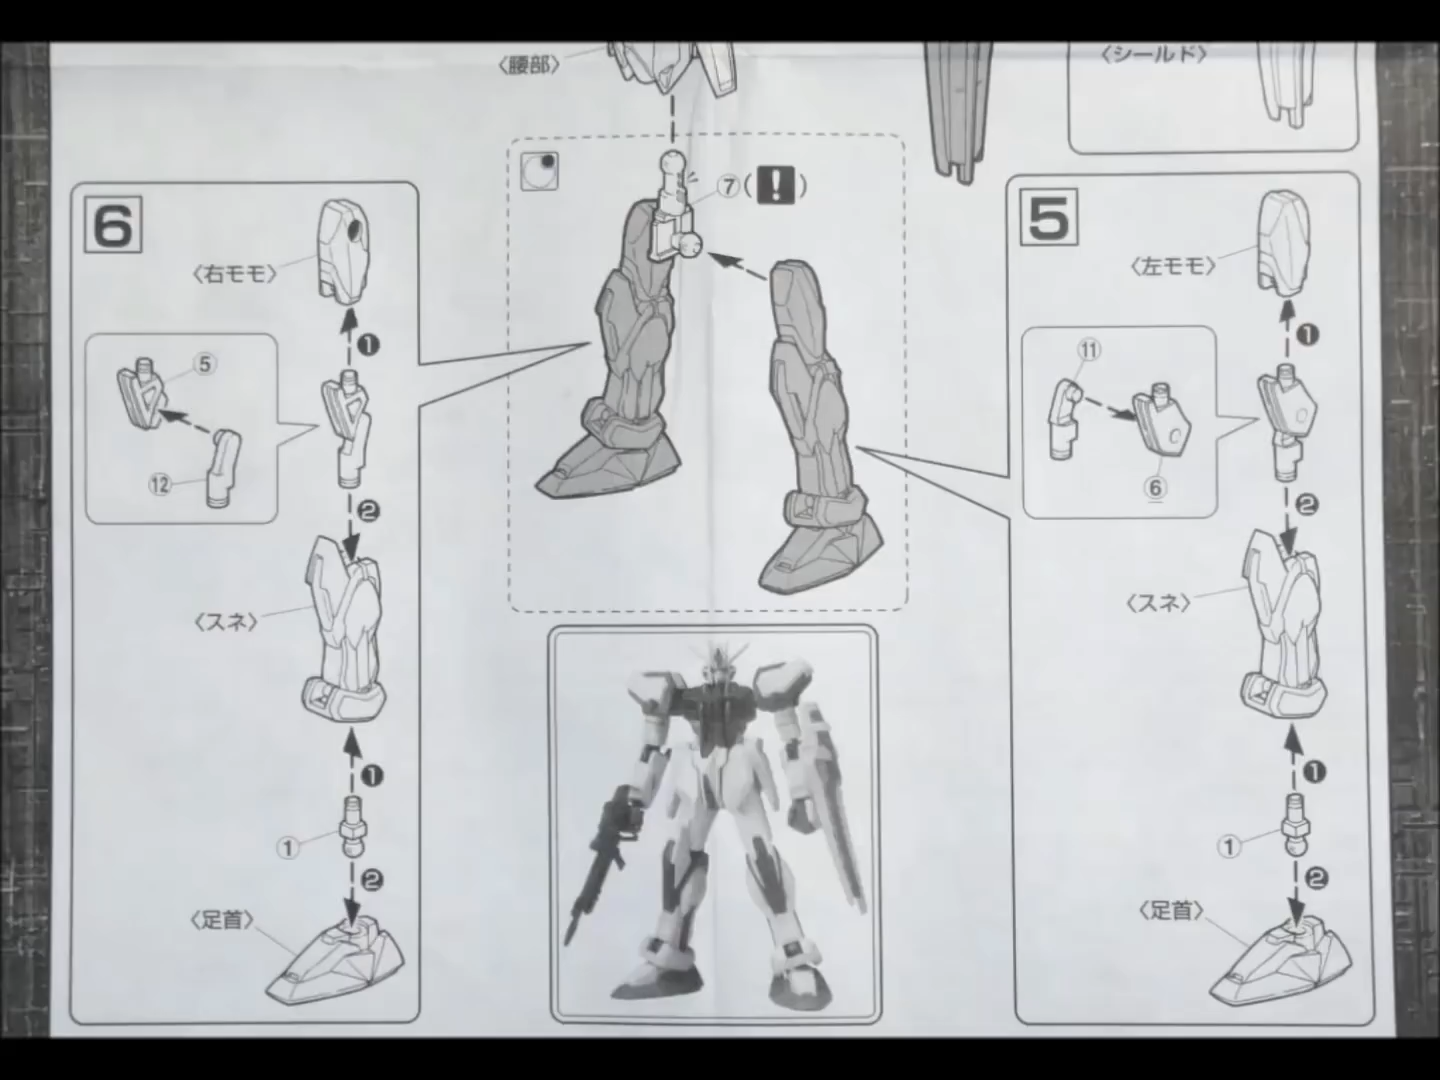 〈腰部〉
〈シールド〉
⑦(!)
6
〈右モモ〉
❶
⑤
⑫
❷
〈スネ〉
❶
①
❷
〈足首〉
5
〈左モモ〉
❶
⑪
⑥
❷
〈スネ〉
❶
①
❷
〈足首〉